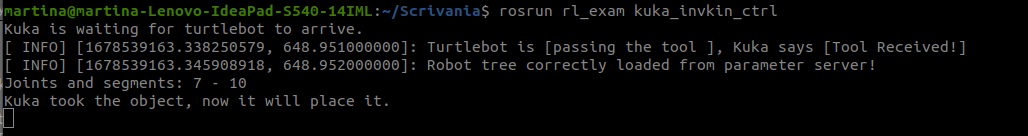 martina@martina-Lenovo-IdeaPad-S540-14IML:~/Scrivania$ rosrun rl_exam kuka_invkin_ctrl
Kuka is waiting for turtlebot to arrive.
[ INFO] [1678539163.338250579, 648.951000000]: Turtlebot is [passing the tool ], Kuka says [Tool Received!]
[ INFO] [1678539163.345908918, 648.952000000]: Robot tree correctly loaded from parameter server!
Joints and segments: 7 - 10
Kuka took the object, now it will place it.